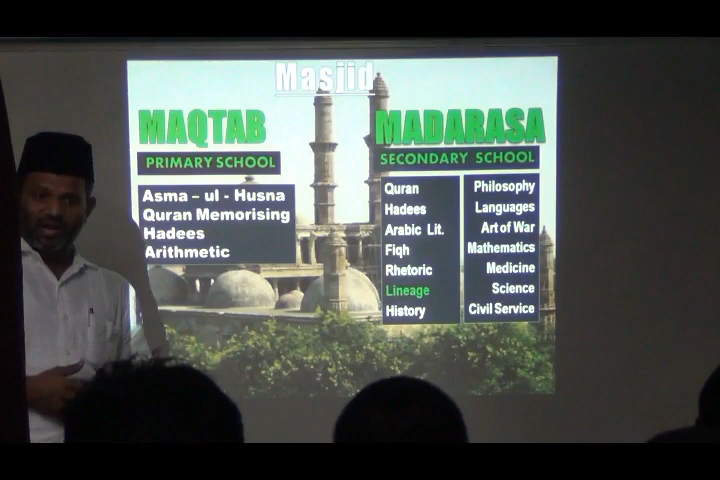 Masjid
MAQTAB
PRIMARY SCHOOL
Asma – ul - Husna
Quran Memorising
Hadees
Arithmetic
MADARASA
SECONDARY SCHOOL
Quran
Hadees
Arabic Lit.
Fiqh
Rhetoric
Lineage
History
Philosophy
Languages
Art of War
Mathematics
Medicine
Science
Civil Service